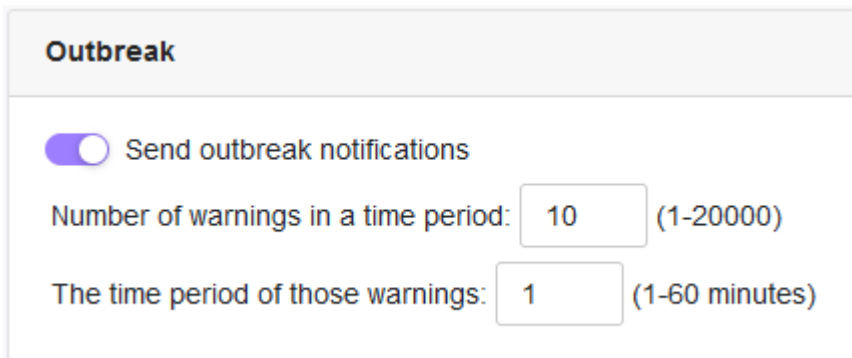 Outbreak
Send outbreak notifications
Number of warnings in a time period: 10 (1-20000)
The time period of those warnings: 1 (1-60 minutes)